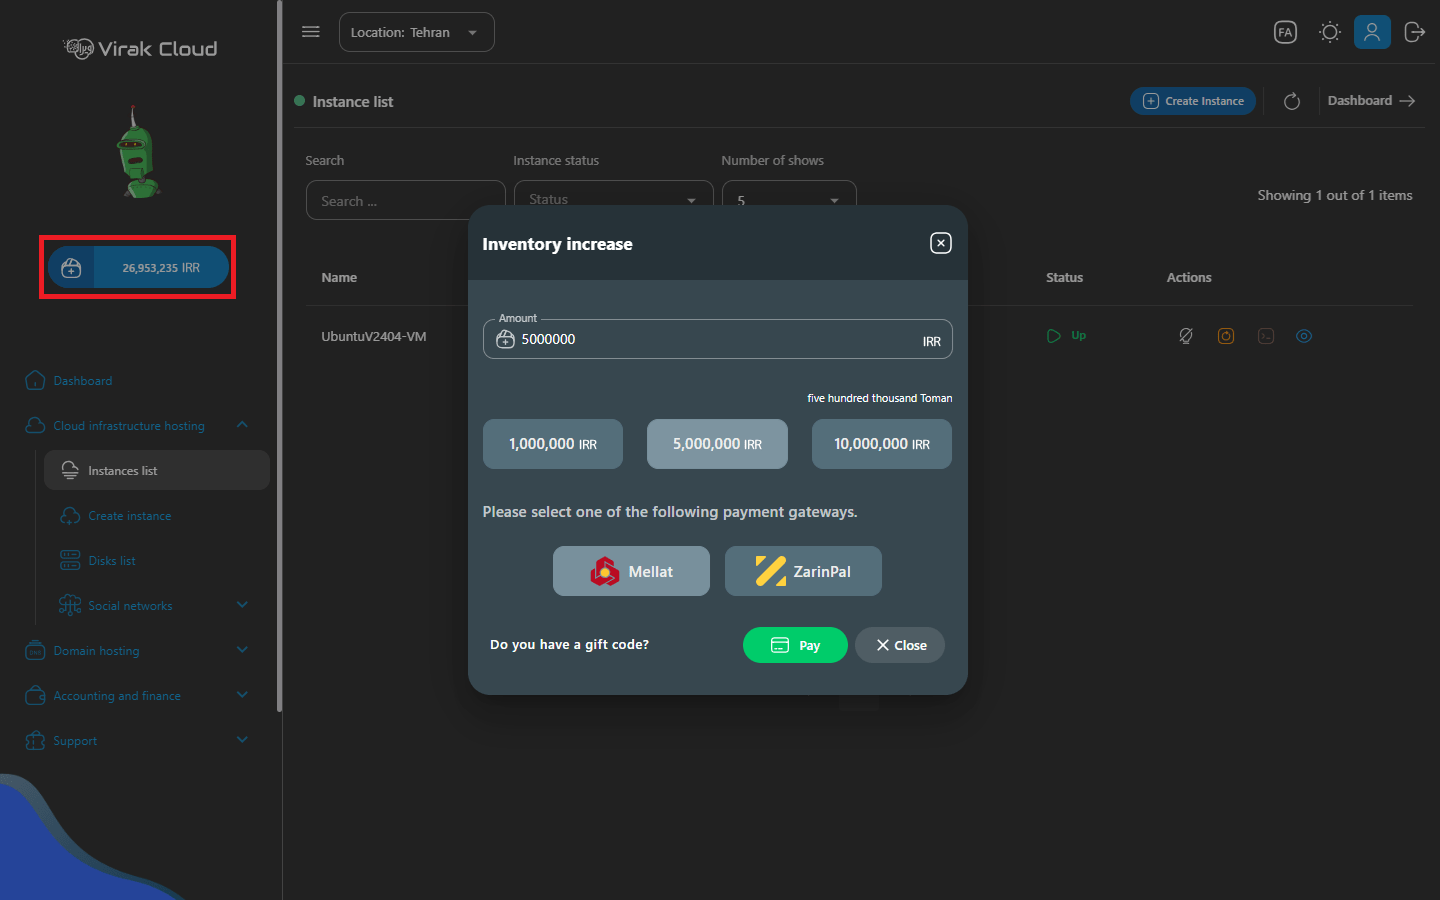 Virak Cloud
Location: Tehran
FA
Instance list
Create Instance
Dashboard
Search
Instance status
Number of shows
Search ...
Status
5
Showing 1 out of 1 items
26,953,235 IRR
Name
Status
Actions
UbuntuV2404-VM
Up
Inventory increase
Amount
5000000
IRR
five hundred thousand Toman
1,000,000 IRR
5,000,000 IRR
10,000,000 IRR
Please select one of the following payment gateways.
Mellat
ZarinPal
Do you have a gift code?
Pay
Close
Dashboard
Cloud infrastructure hosting
Instances list
Create instance
Disks list
Social networks
DNS
Domain hosting
Accounting and finance
Support